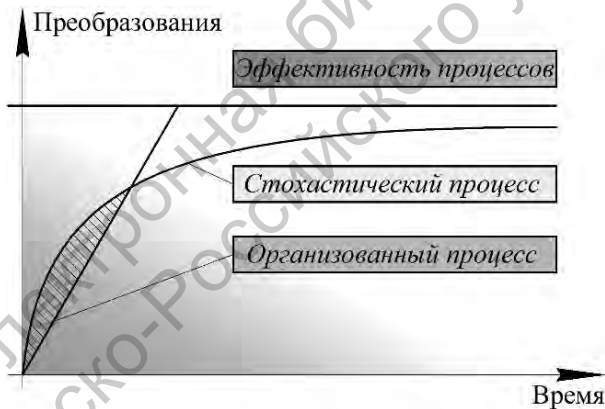 Преобразования
Эффективность процессов
Стохастический процесс
Организованный процесс
Время